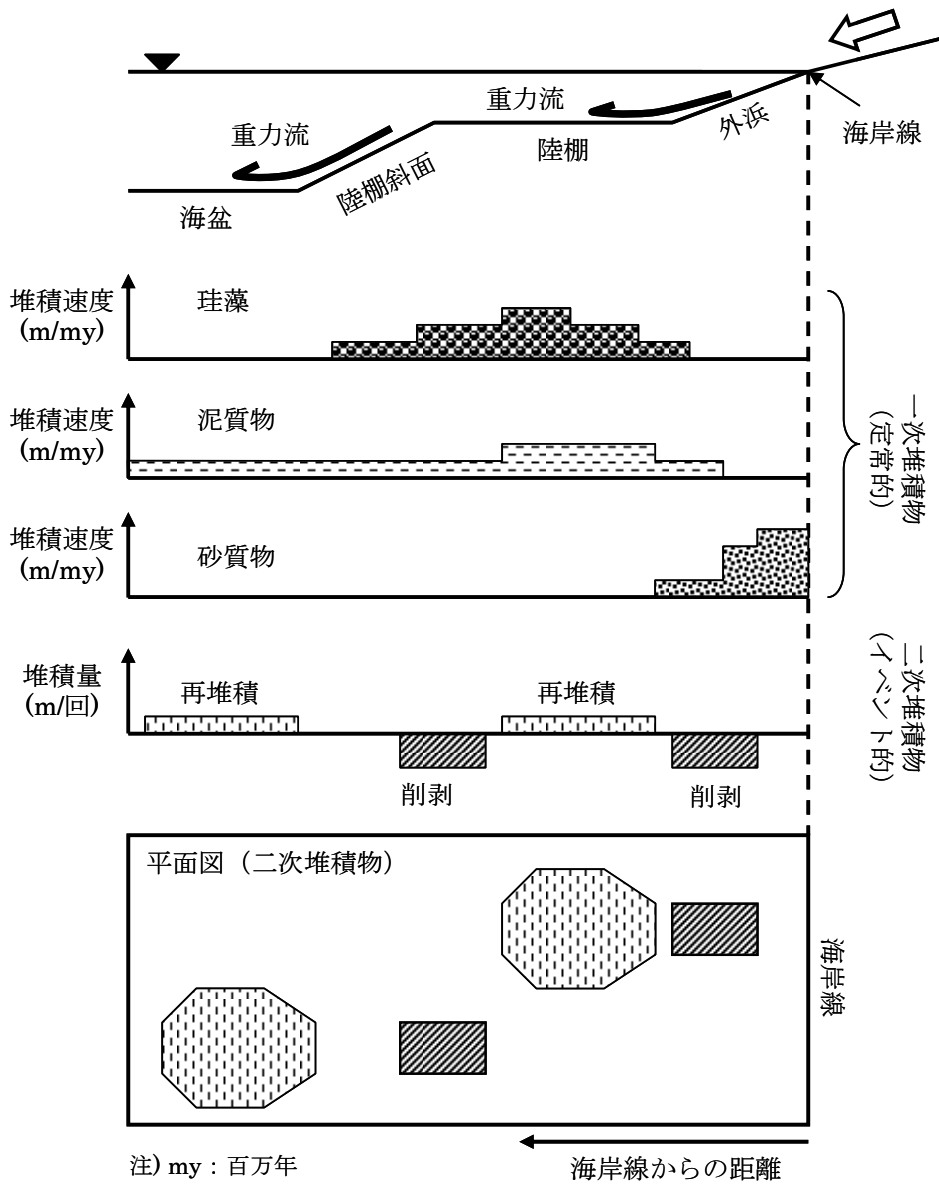 重力流
外浜
海岸線
重力流
陸棚
陸棚斜面
海盆
堆積速度
(m/my)
珪藻
堆積速度
(m/my)
泥質物
堆積速度
(m/my)
砂質物
一次堆積物
(定常的)
堆積量
(m/回)
再堆積
再堆積
削剥
削剥
二次堆積物
(イベント的)
平面図（二次堆積物）
海岸線
注) my：百万年
海岸線からの距離